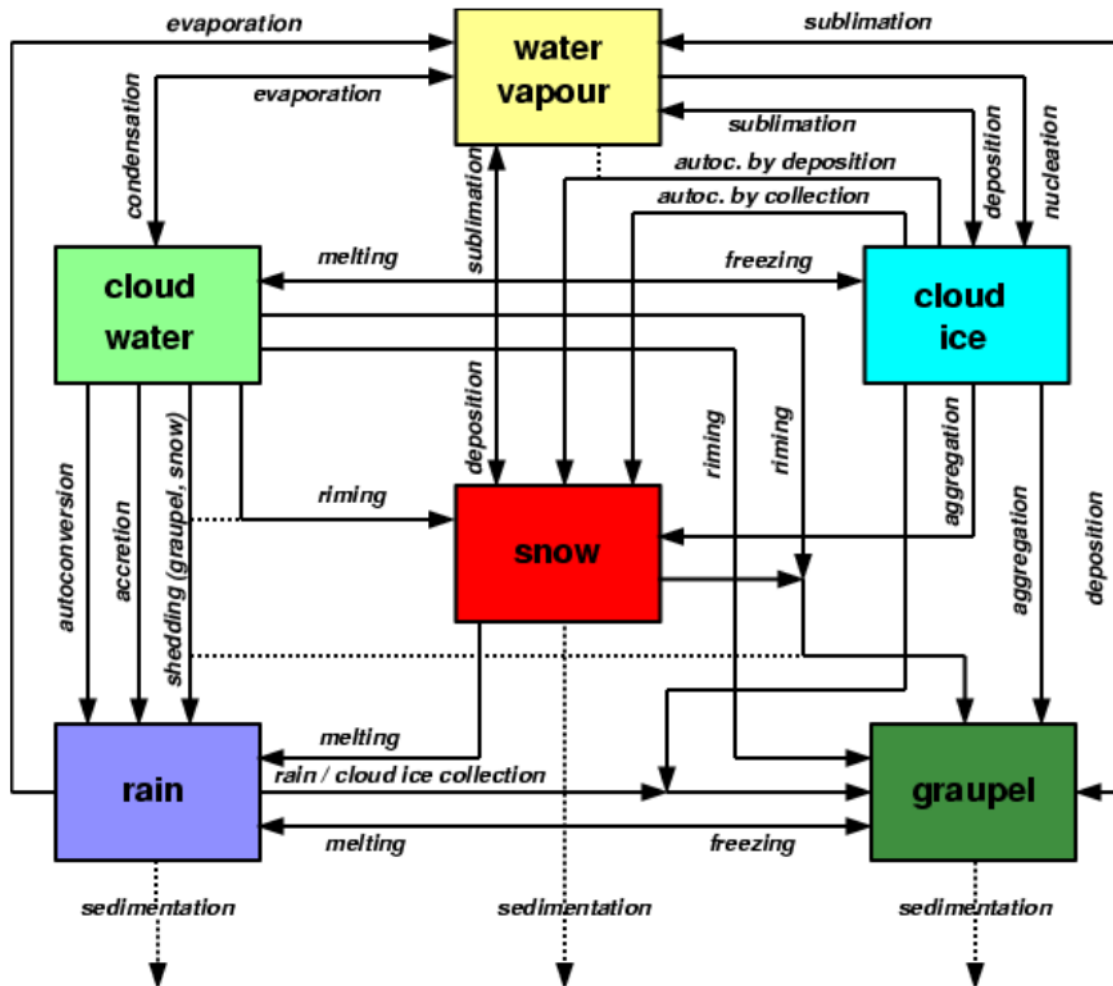 evaporation
water
vapour
sublimation
evaporation
condensation
sublimation
deposition
nucleation
autoc. by deposition
autoc. by collection
sublimation
cloud
water
melting
freezing
cloud
ice
deposition
riming
riming
aggregation
aggregation
deposition
autoconversion
accretion
shedding (graupel, snow)
riming
snow
melting
rain
rain / cloud ice collection
graupel
melting
freezing
sedimentation
sedimentation
sedimentation